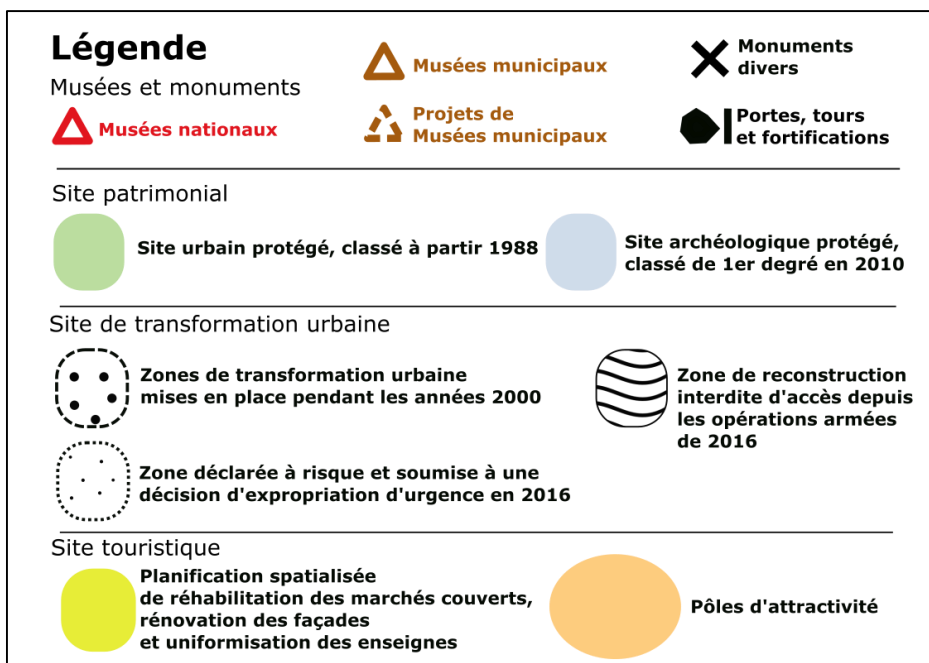 Légende
Musées et monuments
Musées nationaux
Musées municipaux
Projets de
Musées municipaux
Monuments
divers
Portes, tours
et fortifications
Site patrimonial
Site urbain protégé, classé à partir 1988
Site archéologique protégé,
classé de 1er degré en 2010
Site de transformation urbaine
Zones de transformation urbaine
mises en place pendant les années 2000
Zone de reconstruction
interdite d'accès depuis
les opérations armées
de 2016
Zone déclarée à risque et soumise à une
décision d'expropriation d'urgence en 2016
Site touristique
Planification spatialisée
de réhabilitation des marchés couverts,
rénovation des façades
et uniformisation des enseignes
Pôles d'attractivité